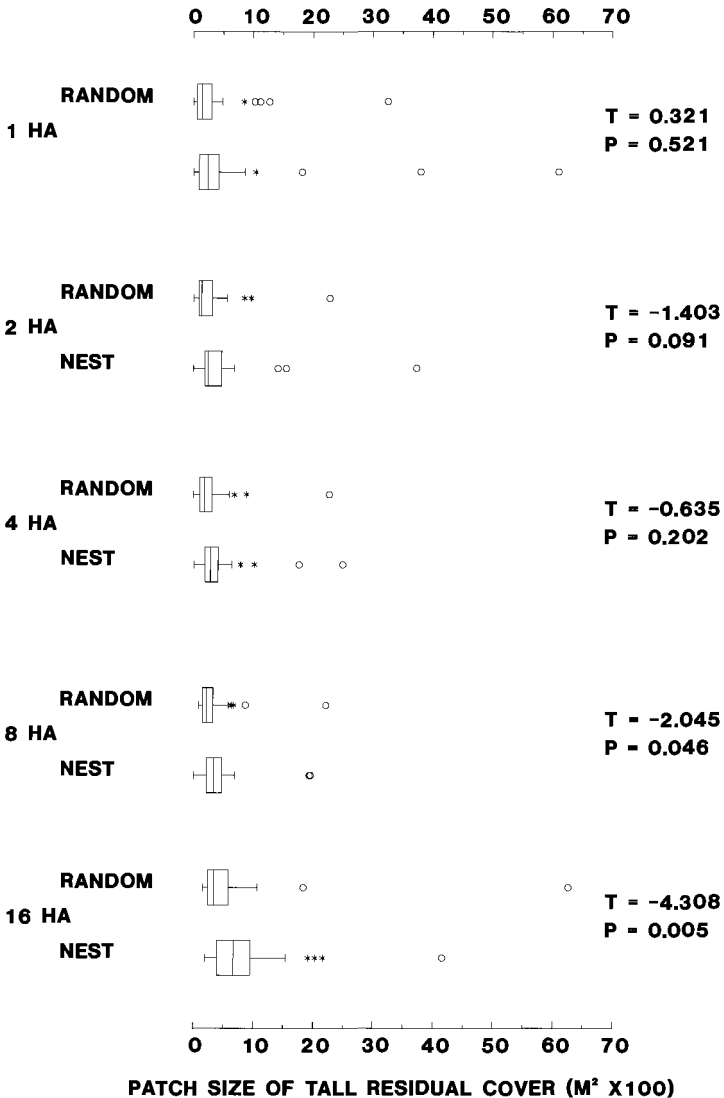 0 10 20 30 40 50 60 70
RANDOM
1 HA
T = 0.321
P = 0.521
RANDOM
2 HA
NEST
T = -1.403
P = 0.091
RANDOM
4 HA
NEST
T = -0.635
P = 0.202
RANDOM
8 HA
NEST
T = -2.045
P = 0.046
RANDOM
16 HA
NEST
T = -4.308
P = 0.005
0 10 20 30 40 50 60 70
PATCH SIZE OF TALL RESIDUAL COVER (M² X100)